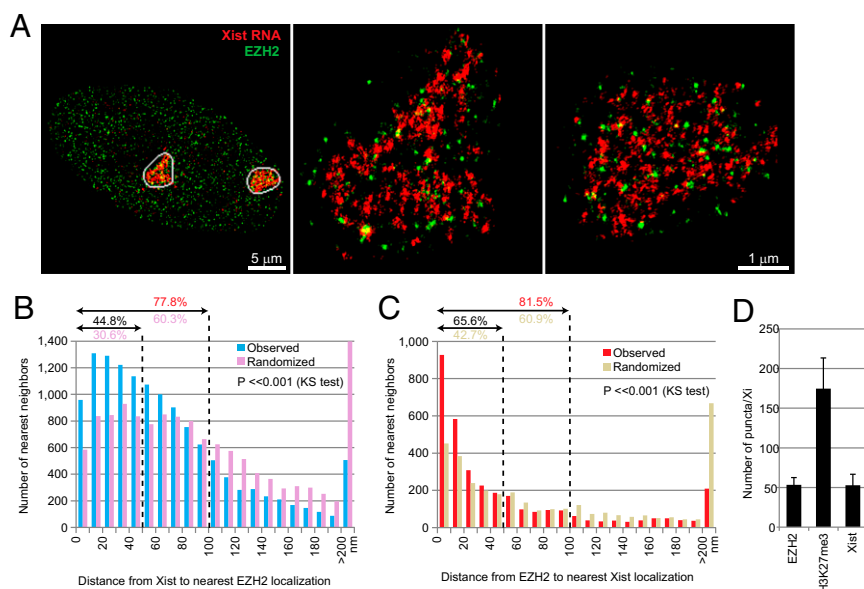 A
Xist RNA
EZH2
5 μm
1 μm
B
77.8%
44.8%
60.3%
30.6%
1,400
1,200
1,000
800
600
400
200
0
Number of nearest neighbors
Observed
Randomized
P <<0.001 (KS test)
0
20
40
60
80
100
120
140
160
180
>200
nm
Distance from Xist to nearest EZH2 localization
C
81.5%
65.6%
60.9%
42.7%
1,400
1,200
1,000
800
600
400
200
0
Number of nearest neighbors
Observed
Randomized
P <<0.001 (KS test)
0
20
40
60
80
100
120
140
160
180
>200
nm
Distance from EZH2 to nearest Xist localization
D
250
200
150
100
50
0
Number of puncta/Xi
EZH2
H3K27me3
Xist